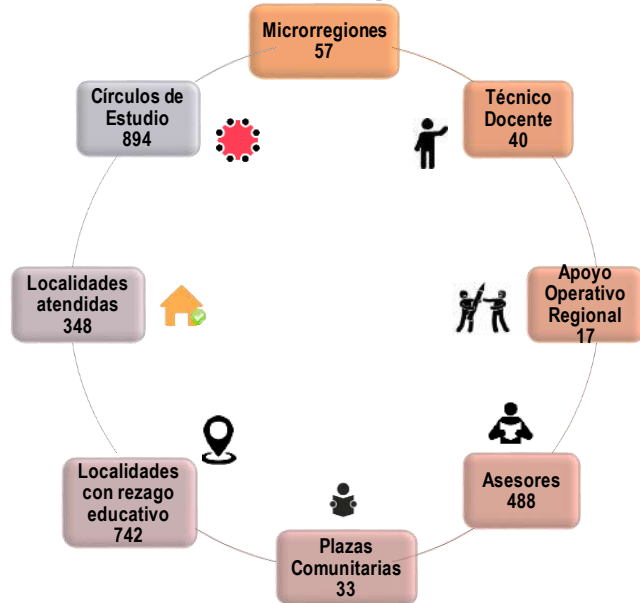 Microrregiones
57
Técnico
Docente
40
Apoyo
Operativo
Regional
17
Asesores
488
Plazas
Comunitarias
33
Localidades
con rezago
educativo
742
Localidades
atendidas
348
Círculos de
Estudio
894